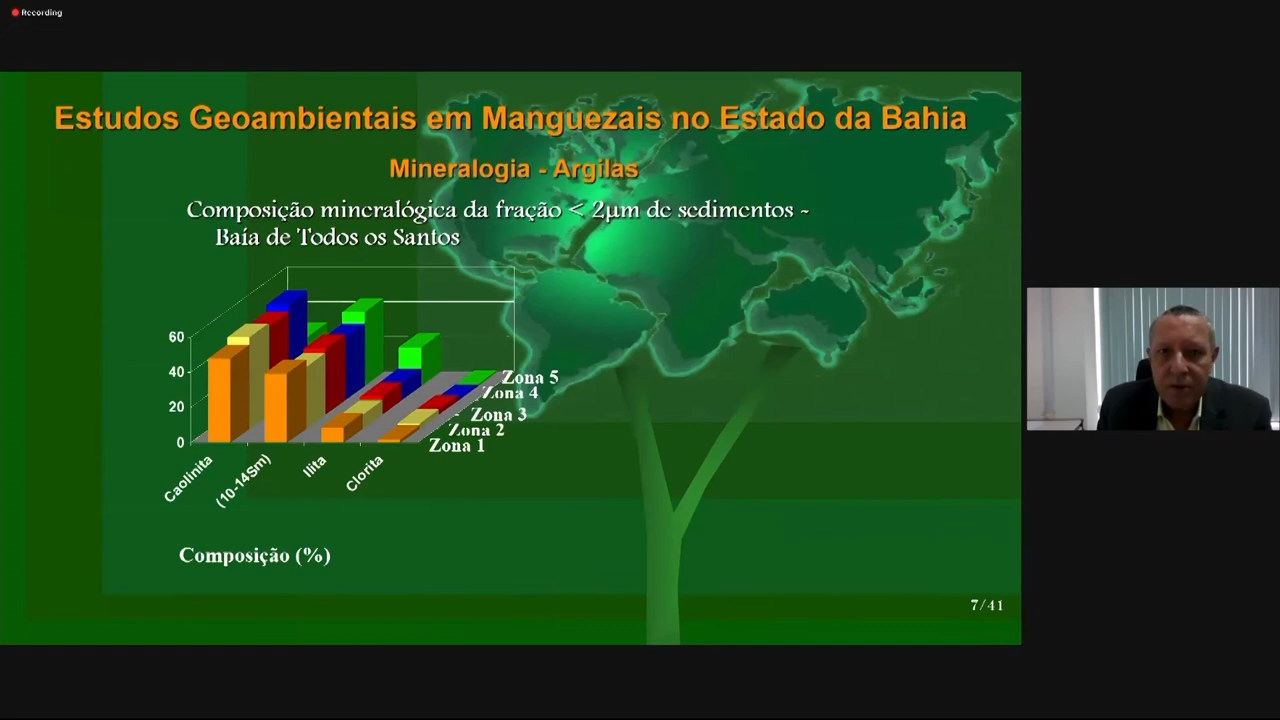 Recording
Estudos Geoambientais em Manguezais no Estado da Bahia
Mineralogia - Argilas
Composição mineralógica da fração < 2µm de sedimentos -
Baía de Todos os Santos
60
40
20
0
Caolinita
(10-14Sm)
Ilita
Clorita
Zona 5
Zona 4
Zona 3
Zona 2
Zona 1
Composição (%)
7/41